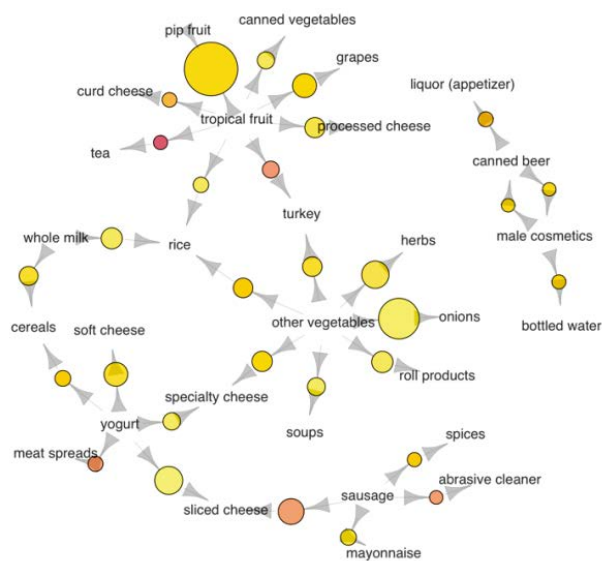 pip fruit
canned vegetables
grapes
curd cheese
tropical fruit
processed cheese
tea
liquor (appetizer)
canned beer
turkey
whole milk
rice
herbs
male cosmetics
cereals
soft cheese
other vegetables
onions
bottled water
roll products
specialty cheese
soups
yogurt
meat spreads
spices
sliced cheese
sausage
abrasive cleaner
mayonnaise